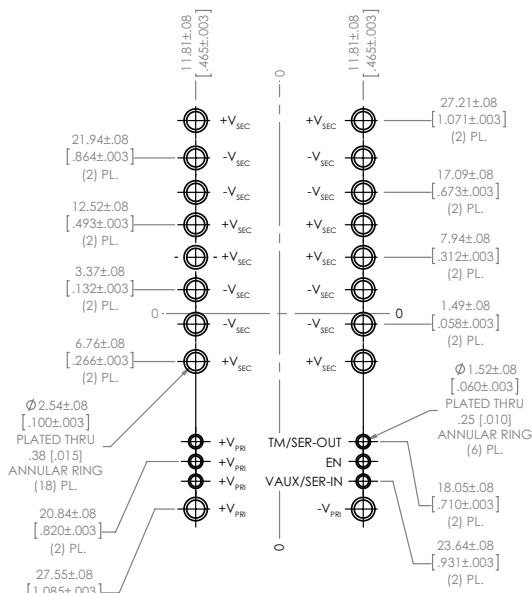 11.81±.08
[.465±.003]
0
11.81±.08
[.465±.003]
+VSEC
+VSEC
27.21±.08
[1.071±.003]
(2) PL.
21.94±.08
[.864±.003]
(2) PL.
-VSEC
-VSEC
17.09±.08
[.673±.003]
(2) PL.
-VSEC
-VSEC
12.52±.08
[.493±.003]
(2) PL.
+VSEC
+VSEC
7.94±.08
[.312±.003]
(2) PL.
+VSEC
+VSEC
3.37±.08
[.132±.003]
(2) PL.
-VSEC
-VSEC
1.49±.08
[.058±.003]
(2) PL.
0
0
-VSEC
-VSEC
6.76±.08
[.266±.003]
(2) PL.
+VSEC
+VSEC
Ø2.54±.08
[.100±.003]
PLATED THRU
.38 [.015]
ANNULAR RING
(18) PL.
Ø1.52±.08
[.060±.003]
PLATED THRU
.25 [.010]
ANNULAR RING
(6) PL.
+VPRI
TM/SER-OUT
+VPRI
EN
+VPRI
VAUX/SER-IN
+VPRI
-VPRI
18.05±.08
[.710±.003]
(2) PL.
20.84±.08
[.820±.003]
(2) PL.
23.64±.08
[.931±.003]
(2) PL.
27.55±.08
[1.085±.003]
0